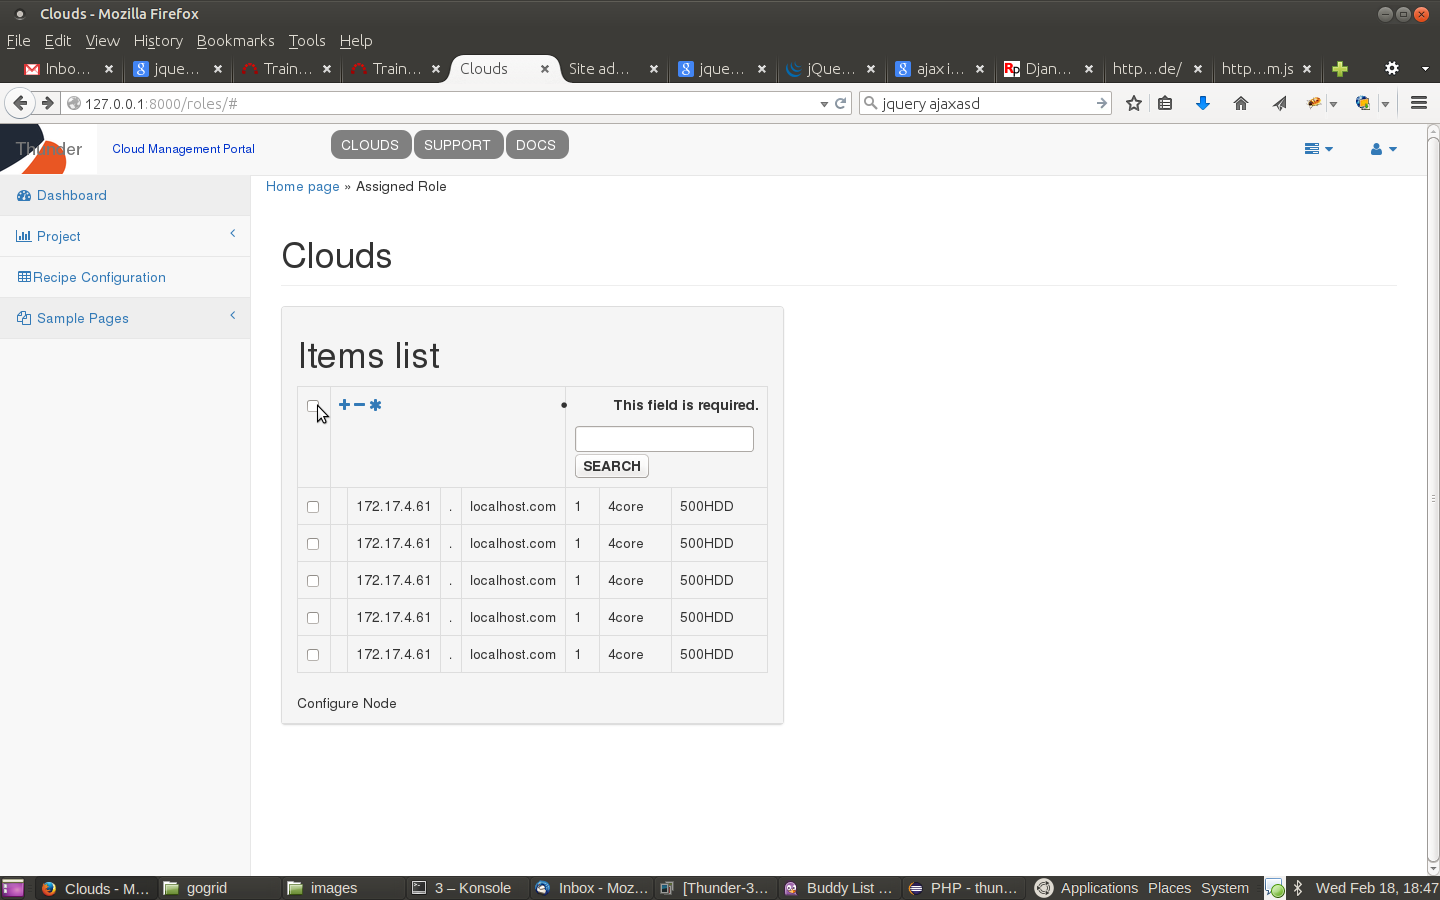 Clouds - Mozilla Firefox
File Edit View History Bookmarks Tools Help
Inbo... jque... Train... Train... Clouds Site ad... jque... jQue... ajax i... Djan... http...de/ http...m.js
127.0.0.1:8000/roles/# jquery ajaxasd
Thunder Cloud Management Portal CLOUDS SUPPORT DOCS
Home page » Assigned Role
Dashboard
Project
Recipe Configuration
Sample Pages
Clouds
Items list
This field is required.
SEARCH
172.17.4.61 . localhost.com 1 4core 500HDD
172.17.4.61 . localhost.com 1 4core 500HDD
172.17.4.61 . localhost.com 1 4core 500HDD
172.17.4.61 . localhost.com 1 4core 500HDD
172.17.4.61 . localhost.com 1 4core 500HDD
Configure Node
Clouds - M... gogrid images 3 – Konsole Inbox - Moz... [Thunder-3... Buddy List ... PHP - thun... Applications Places System Wed Feb 18, 18:47